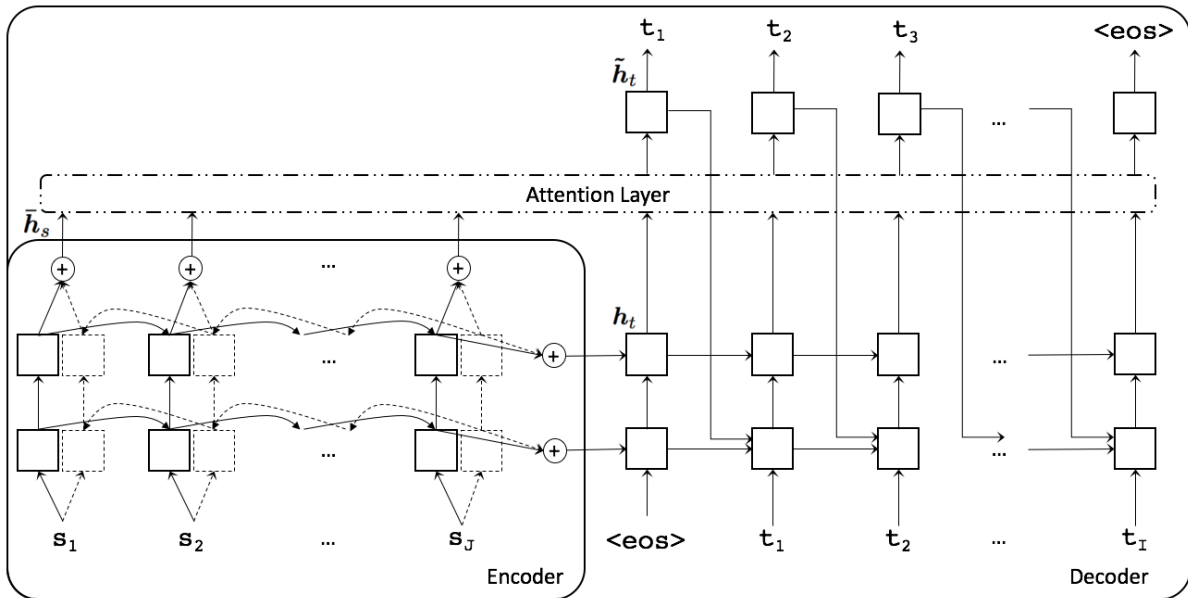 t₁ t₂ t₃ <eos>
h̃ₜ
...
Attention Layer
h̄ₛ
...
hₜ
... ...
... ...
s₁ s₂ ... s_J <eos> t₁ t₂ ... t_I
Encoder Decoder